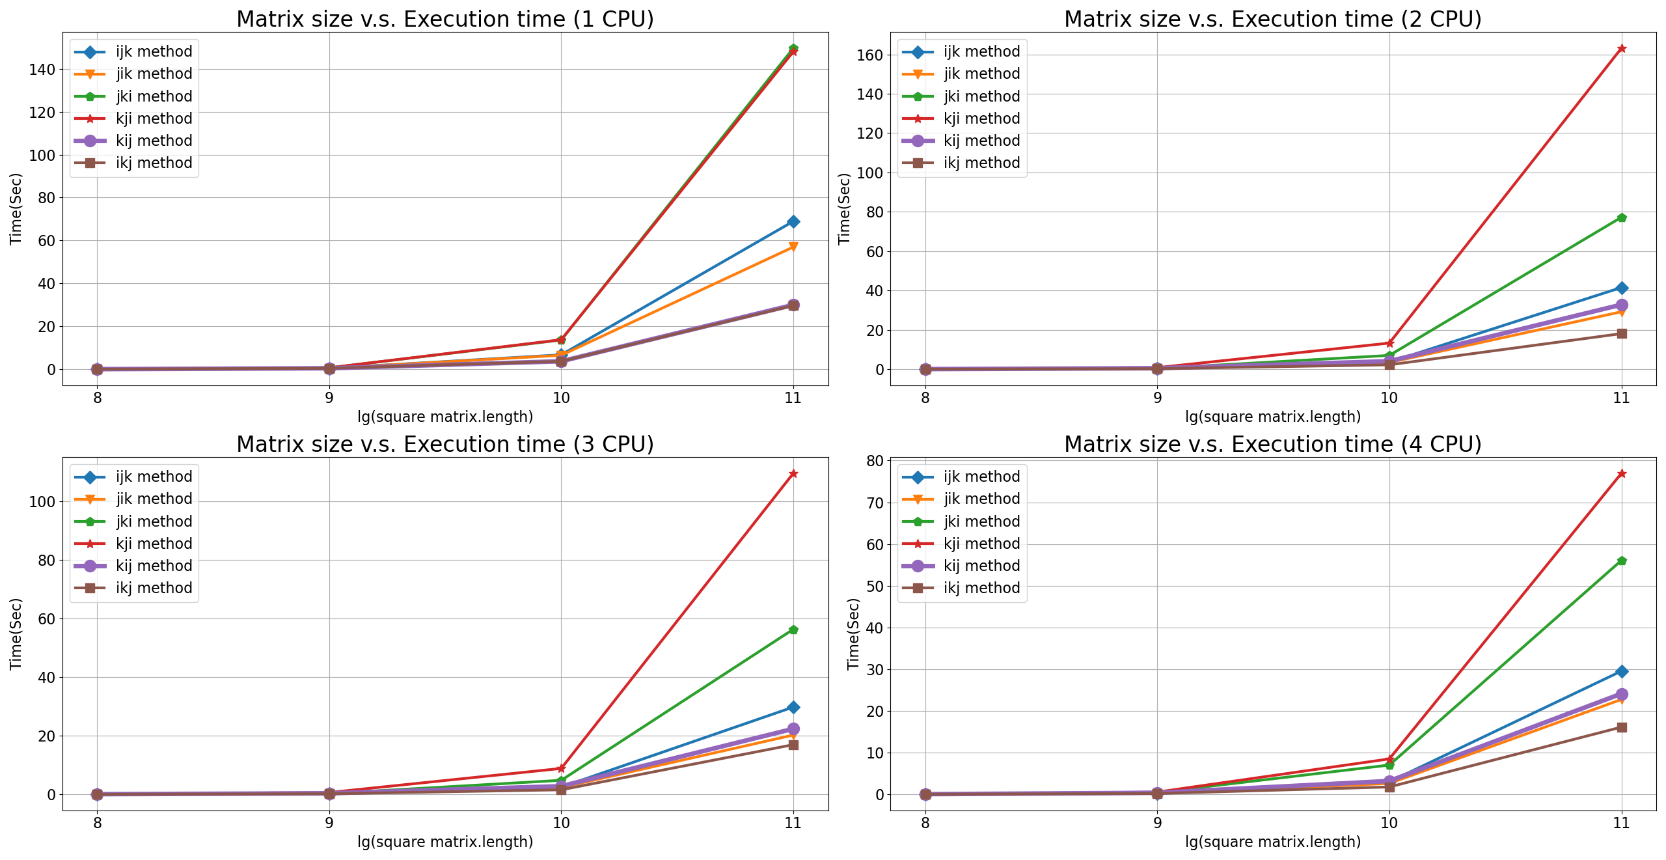 Matrix size v.s. Execution time (1 CPU)
ijk method
jik method
jki method
kji method
kij method
ikj method
140
120
100
80
60
40
20
0
Time(Sec)
8 9 10 11
lg(square matrix.length)
Matrix size v.s. Execution time (2 CPU)
ijk method
jik method
jki method
kji method
kij method
ikj method
160
140
120
100
80
60
40
20
0
Time(Sec)
8 9 10 11
lg(square matrix.length)
Matrix size v.s. Execution time (3 CPU)
ijk method
jik method
jki method
kji method
kij method
ikj method
100
80
60
40
20
0
Time(Sec)
8 9 10 11
lg(square matrix.length)
Matrix size v.s. Execution time (4 CPU)
ijk method
jik method
jki method
kji method
kij method
ikj method
80
70
60
50
40
30
20
10
0
Time(Sec)
8 9 10 11
lg(square matrix.length)